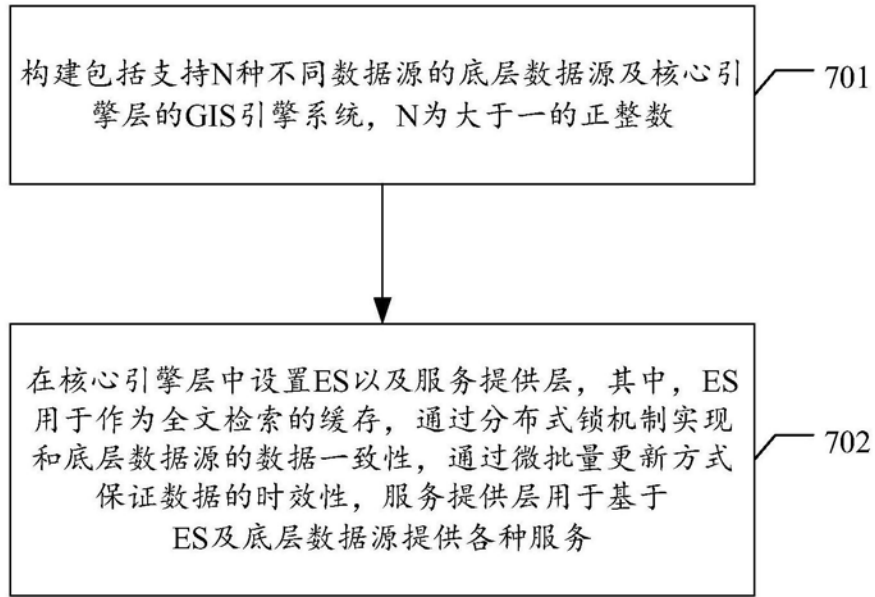 构建包括支持N种不同数据源的底层数据源及核心引
擎层的GIS引擎系统，N为大于一的正整数
701
在核心引擎层中设置ES以及服务提供层，其中，ES
用于作为全文检索的缓存，通过分布式锁机制实现
和底层数据源的数据一致性，通过微批量更新方式
保证数据的时效性，服务提供层用于基于
ES及底层数据源提供各种服务
702